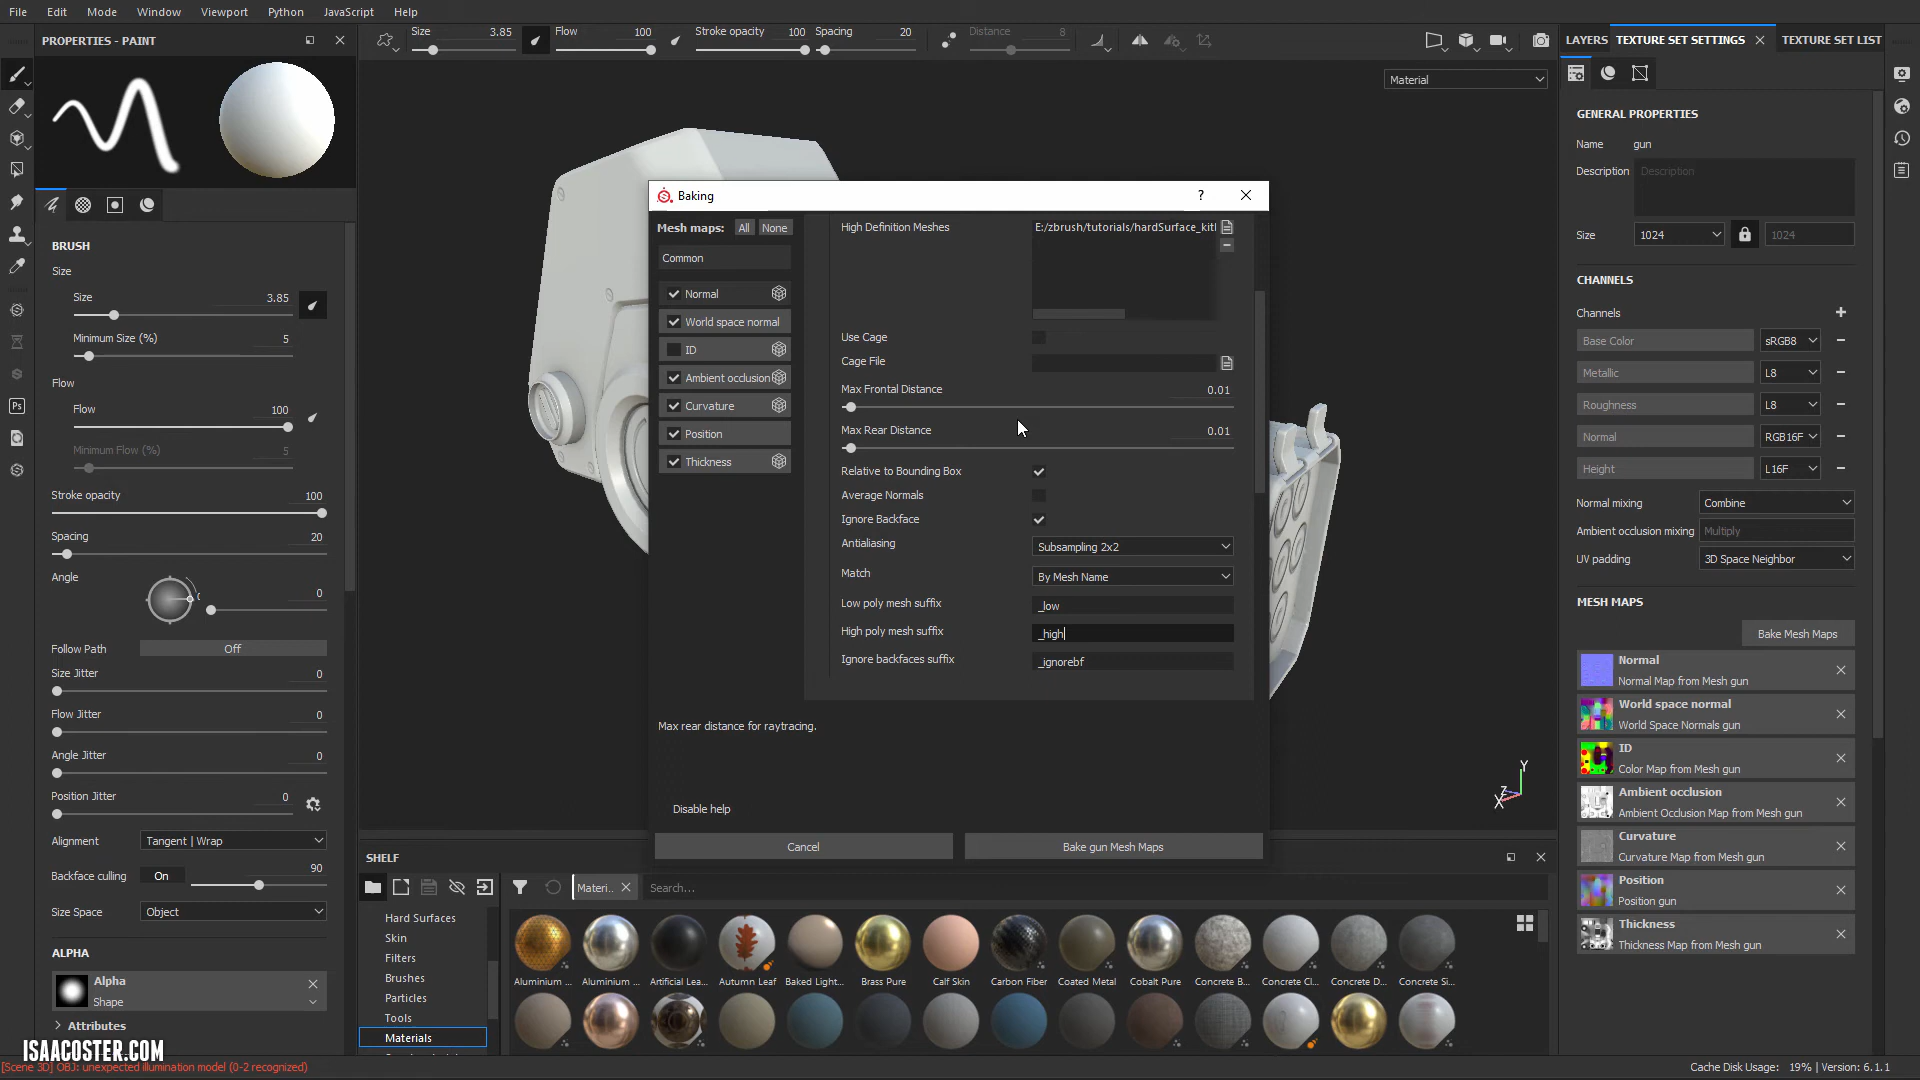 File Edit Mode Window Viewport Python JavaScript Help
PROPERTIES - PAINT
BRUSH
Size
Size 3.85
Minimum Size (%) 5
Flow
Flow 100
Minimum Flow (%) 5
Stroke opacity 100
Spacing 20
Angle
0
Follow Path Off
Size Jitter 0
Flow Jitter 0
Angle Jitter 0
Position Jitter 0
Alignment Tangent | Wrap
Backface culling On 90
Size Space Object
ALPHA
Alpha
Shape
Attributes
ISAACOSTER.COM
[Scene 3D] OBJ: unexpected illumination model (0-2 recognized)
Size 3.85 Flow 100 Stroke opacity 100 Spacing 20 Distance 8
Material
Baking ?
Mesh maps: All None
Common
Normal
World space normal
ID
Ambient occlusion
Curvature
Position
Thickness
High Definition Meshes E:/zbrush/tutorials/hardSurface_kit
Use Cage
Cage File
Max Frontal Distance 0.01
Max Rear Distance 0.01
Relative to Bounding Box
Average Normals
Ignore Backface
Antialiasing Subsampling 2x2
Match By Mesh Name
Low poly mesh suffix _low
High poly mesh suffix _high
Ignore backfaces suffix _ignorebf
Max rear distance for raytracing.
Disable help
Cancel Bake gun Mesh Maps
Y
Z
X
SHELF
Materi.. Search...
Hard Surfaces
Skin
Filters
Brushes
Particles
Tools
Materials
Aluminium ... Aluminium ... Artificial Lea... Autumn Leaf Baked Light... Brass Pure Calf Skin Carbon Fiber Coated Metal Cobalt Pure Concrete B... Concrete Cl... Concrete D... Concrete Si...
LAYERS TEXTURE SET SETTINGS TEXTURE SET LIST
GENERAL PROPERTIES
Name gun
Description Description
Size 1024 1024
CHANNELS
Channels
Base Color sRGB8
Metallic L8
Roughness L8
Normal RGB16F
Height L16F
Normal mixing Combine
Ambient occlusion mixing Multiply
UV padding 3D Space Neighbor
MESH MAPS
Bake Mesh Maps
Normal
Normal Map from Mesh gun
World space normal
World Space Normals gun
ID
Color Map from Mesh gun
Ambient occlusion
Ambient Occlusion Map from Mesh gun
Curvature
Curvature Map from Mesh gun
Position
Position gun
Thickness
Thickness Map from Mesh gun
Cache Disk Usage: 19% | Version: 6.1.1